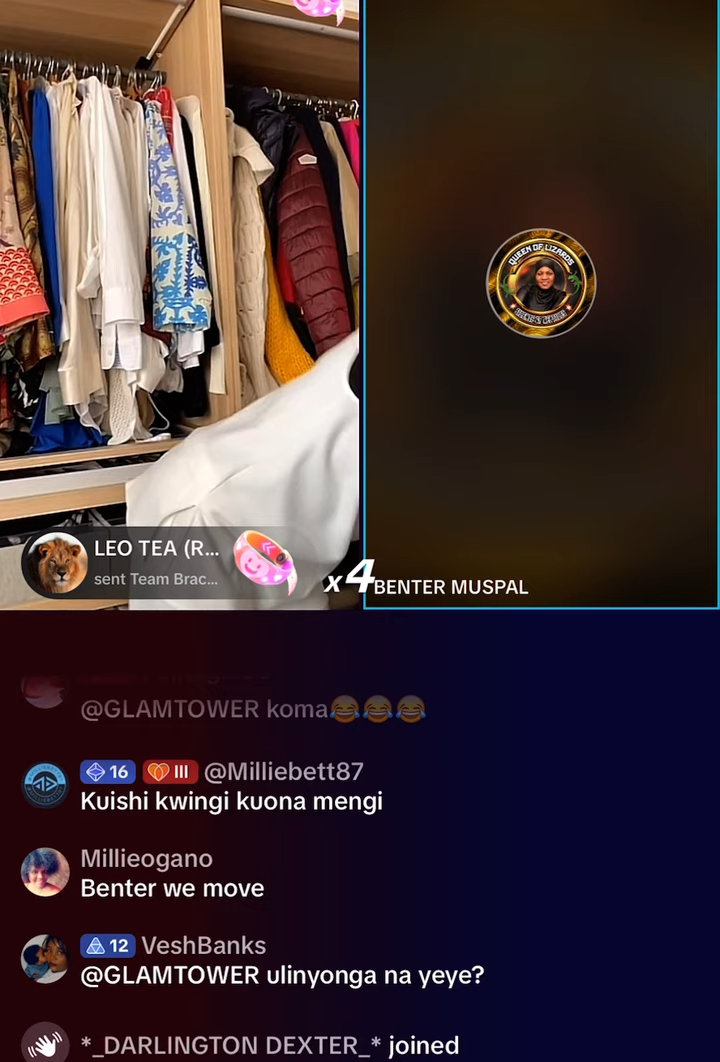 QUEEN OF LIZARDS
LEO TEA (R...
sent Team Brac...
x4
BENTER MUSPAL
@GLAMTOWER koma😂😂😂
16 III @Milliebett87
Kuishi kwingi kuona mengi
Millieogano
Benter we move
12 VeshBanks
@GLAMTOWER ulinyonga na yeye?
*_DARLINGTON DEXTER_* joined